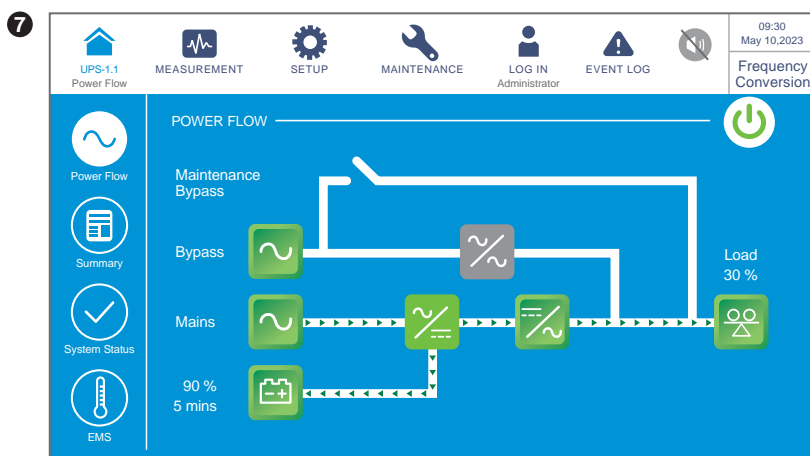 7
UPS-1.1
Power Flow
MEASUREMENT
SETUP
MAINTENANCE
LOG IN
Administrator
EVENT LOG
09:30
May 10,2023
Frequency
Conversion
Power Flow
Summary
System Status
EMS
POWER FLOW
Maintenance
Bypass
Bypass
Load
30 %
Mains
90 %
5 mins